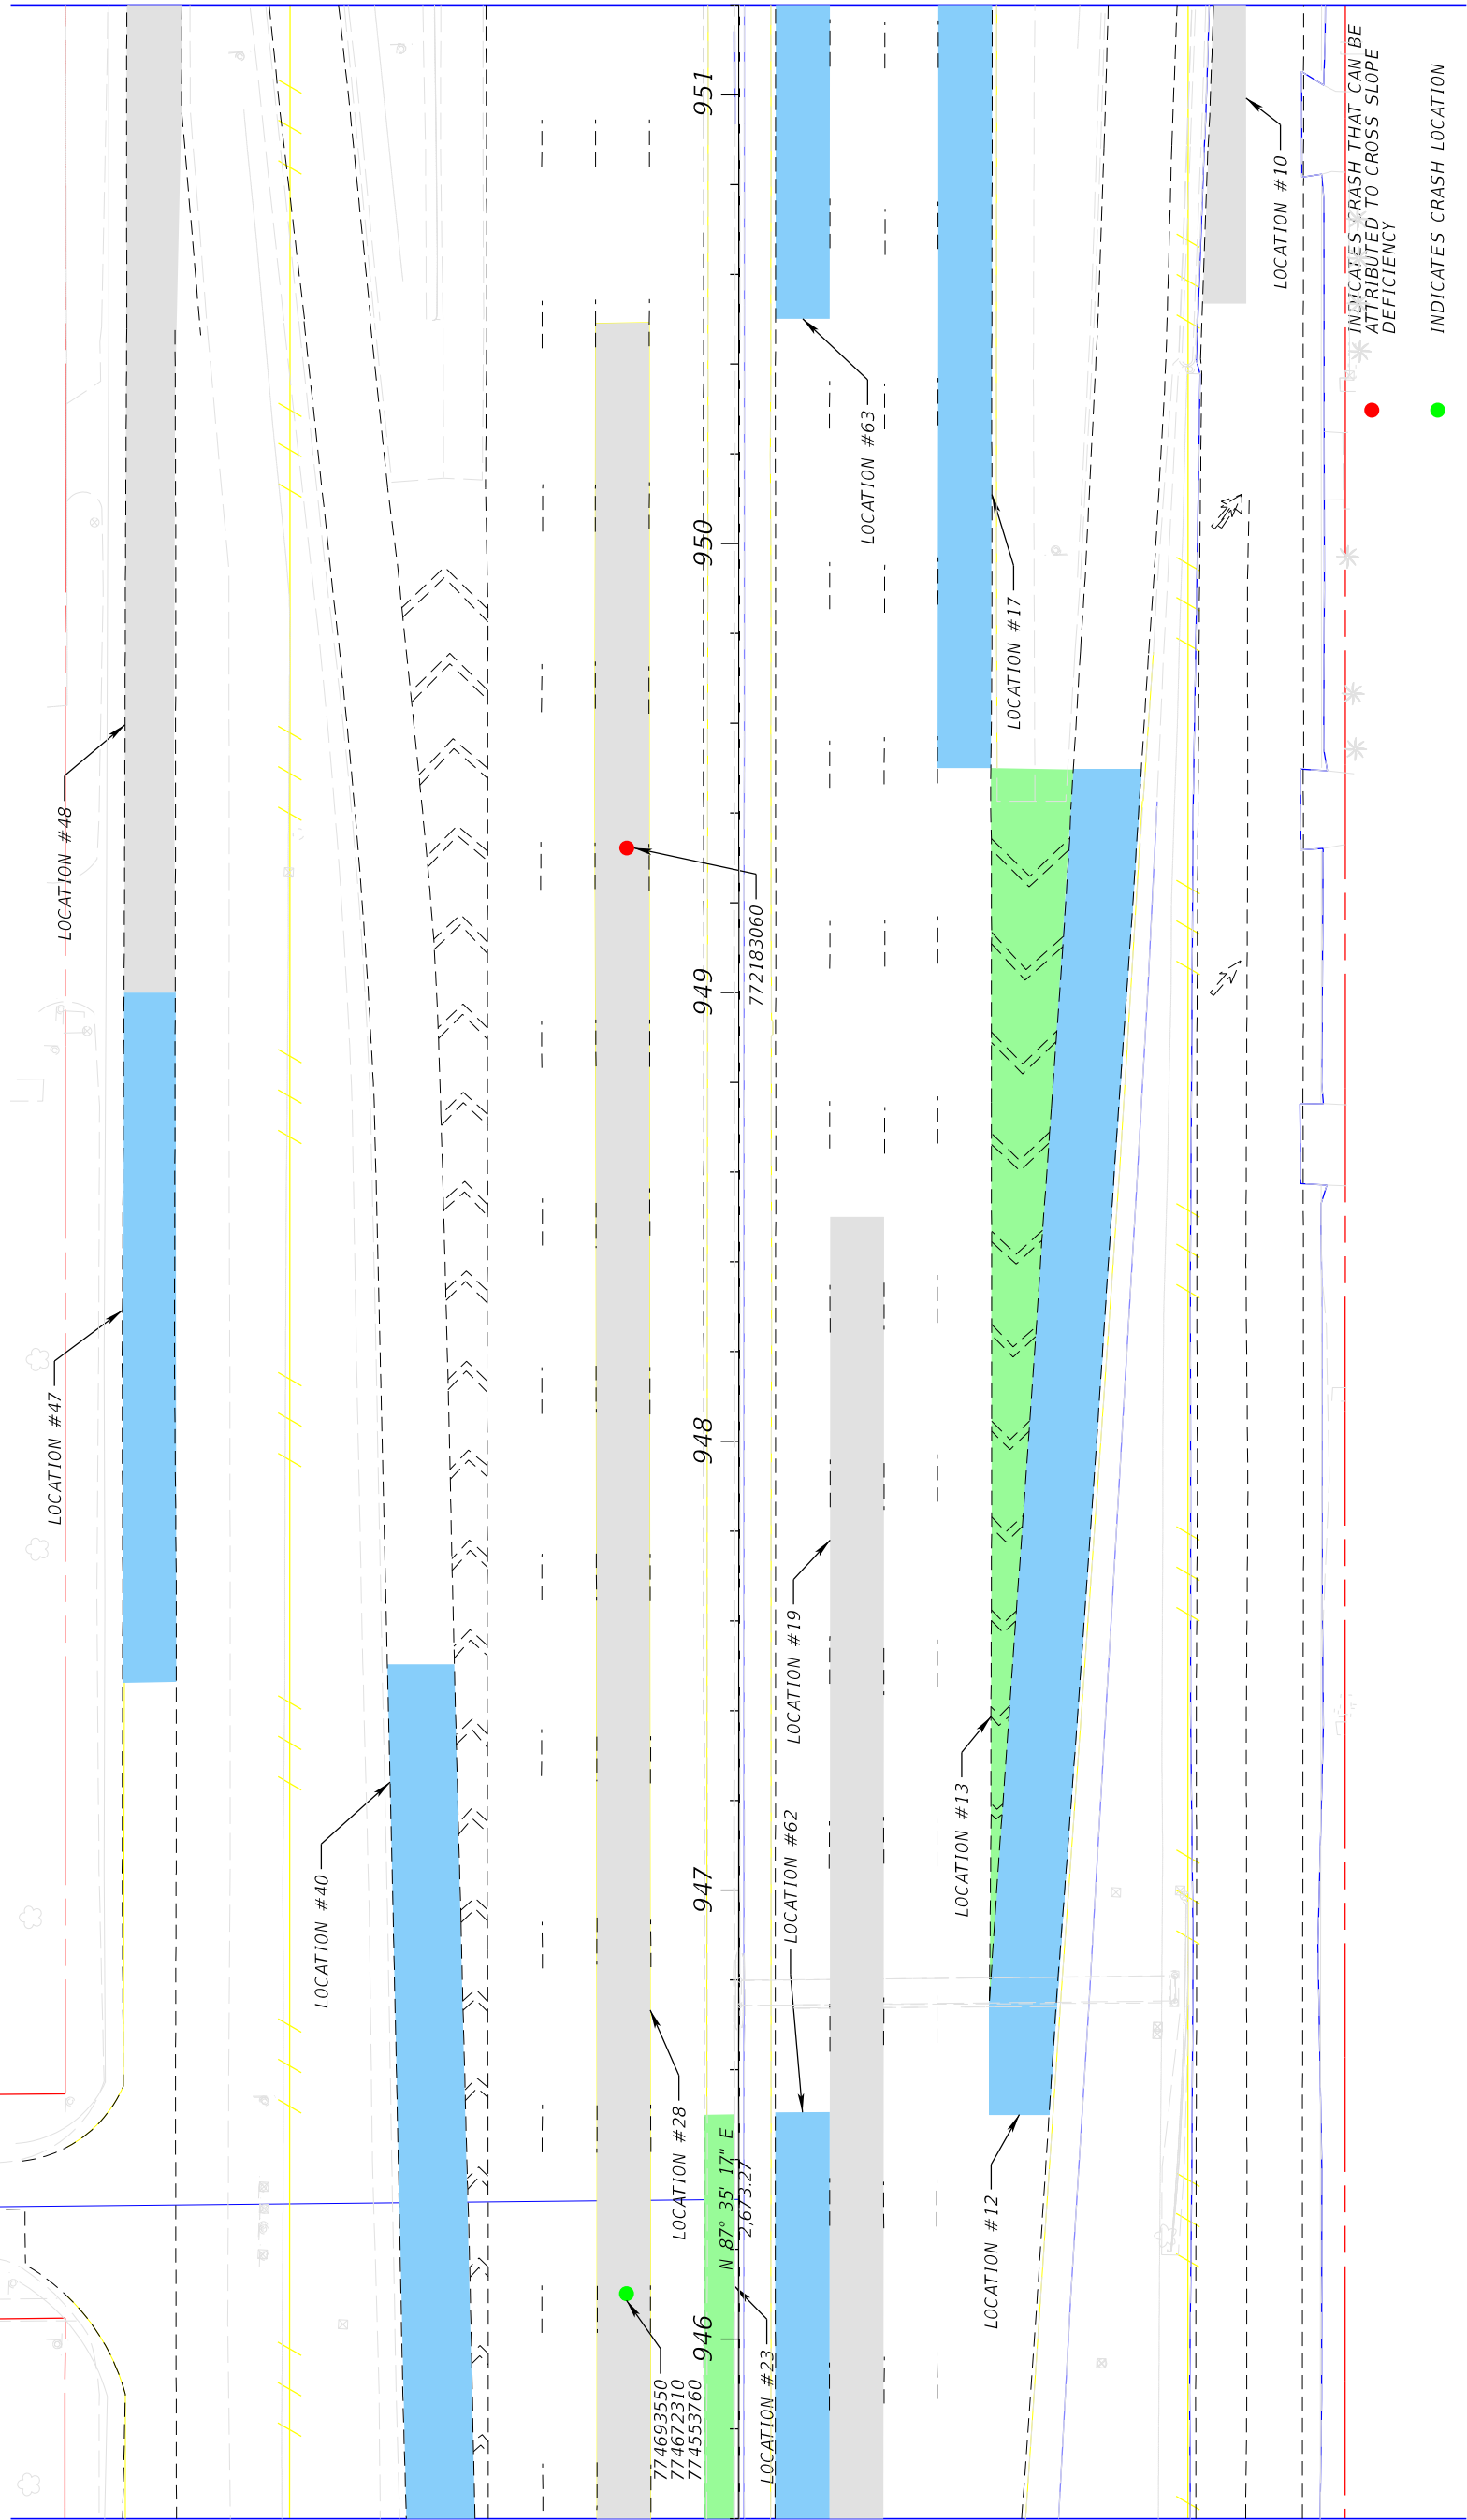 951
950
949
948
947
946
INDICATES CRASH THAT CAN BE
ATTRIBUTED TO CROSS SLOPE
DEFICIENCY
INDICATES CRASH LOCATION
LOCATION #10
LOCATION #63
LOCATION #17
LOCATION #48
772183060
LOCATION #47
LOCATION #19
LOCATION #62
LOCATION #13
LOCATION #40
LOCATION #28
N 87° 35' 17" E
2,673.27
LOCATION #12
LOCATION #23
774693550
774672310
774553760